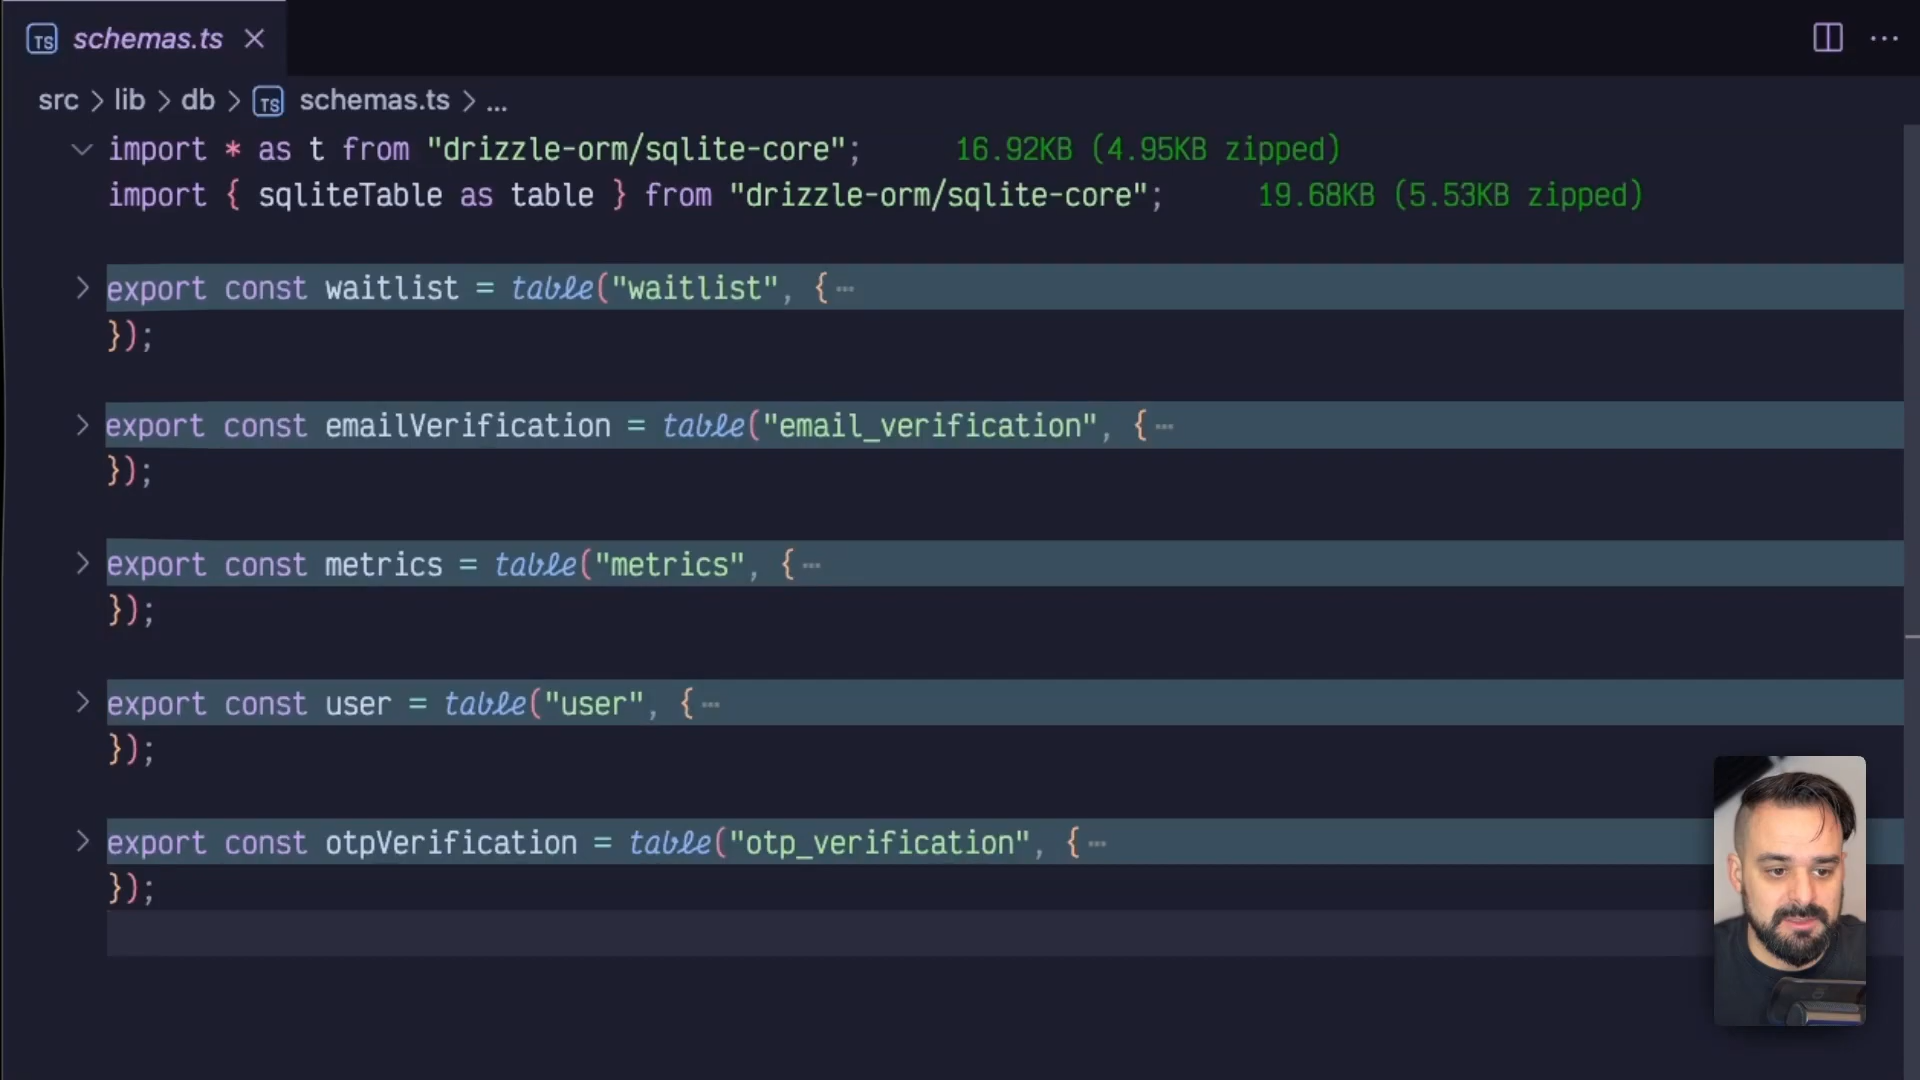 TS schemas.ts
src > lib > db > TS schemas.ts > ...
import * as t from "drizzle-orm/sqlite-core"; 16.92KB (4.95KB zipped)
import { sqliteTable as table } from "drizzle-orm/sqlite-core"; 19.68KB (5.53KB zipped)
export const waitlist = table("waitlist", {
});
export const emailVerification = table("email_verification", {
});
export const metrics = table("metrics", {
});
export const user = table("user", {
});
export const otpVerification = table("otp_verification", {
});